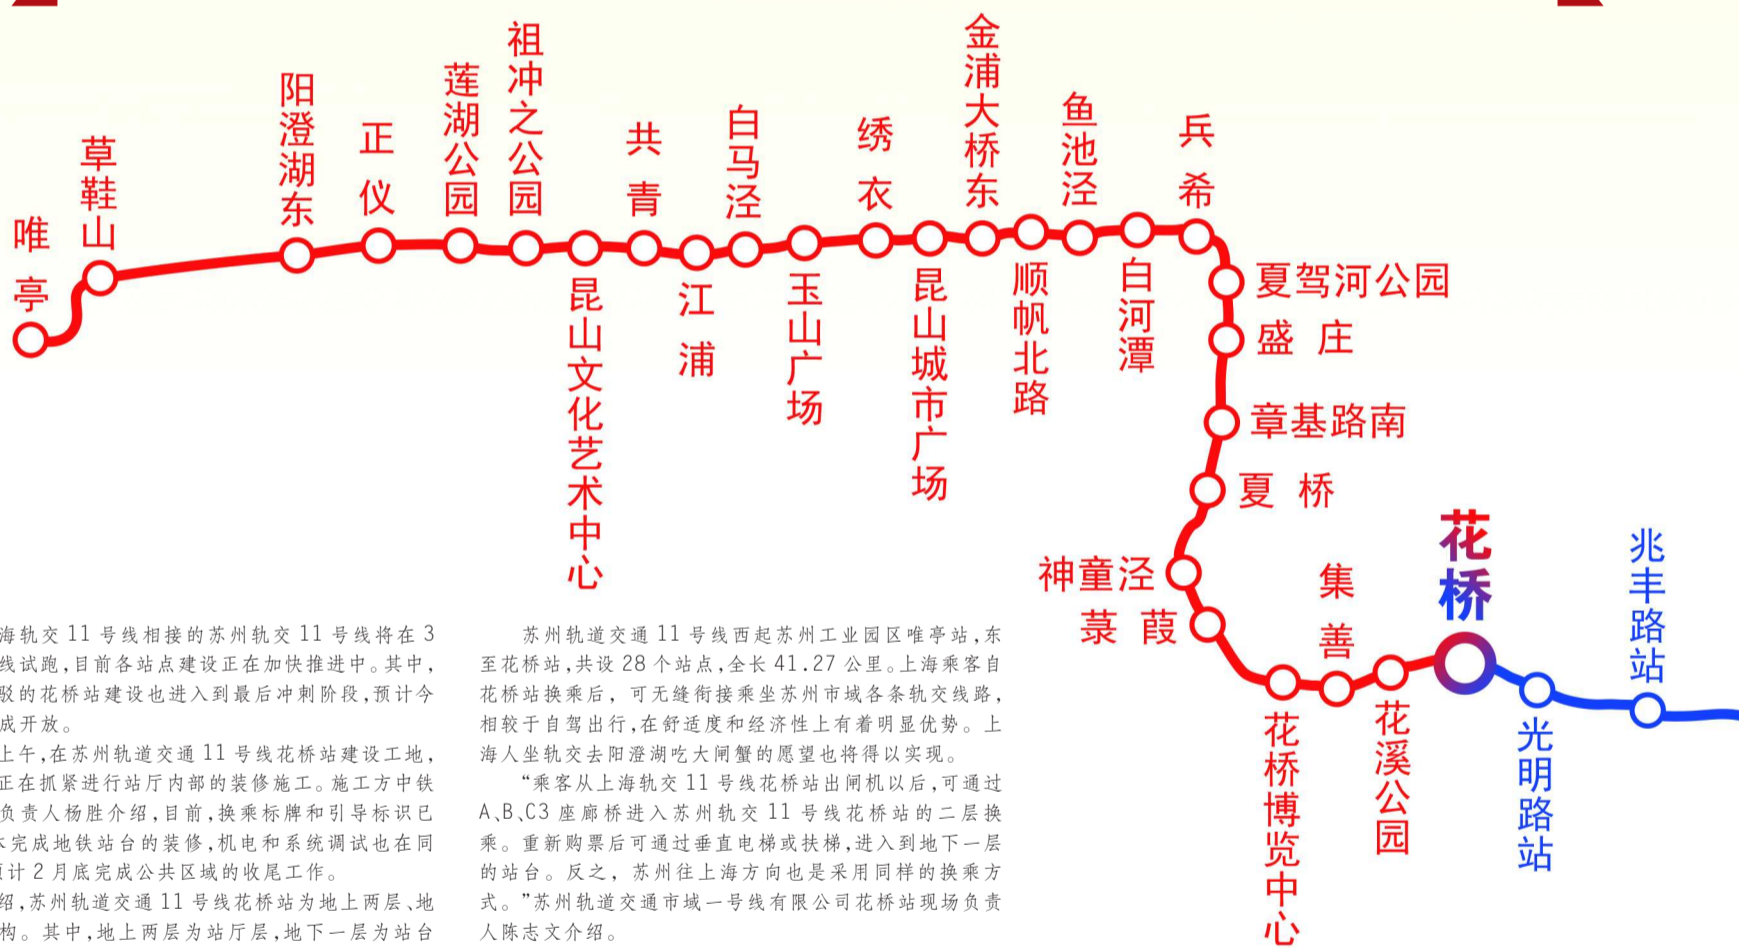 唯亭
草鞋山
阳澄湖东
正仪
莲湖公园
祖冲之公园
昆山文化艺术中心
共青
江浦
白马泾
玉山广场
绣衣
昆山城市广场
金浦大桥东
顺帆北路
鱼池泾
白河潭
兵希
夏驾河公园
盛庄
章基路南
夏桥
神童泾
菉葭
花桥博览中心
集善
花溪公园
花桥
光明路站
兆丰路站
海轨交11号线相接的苏州轨交11号线将在3
线试跑,目前各站点建设正在加快推进中。其中,
驳的花桥站建设也进入到最后冲刺阶段,预计今
成开放。
上午,在苏州轨道交通11号线花桥站建设工地,
正在抓紧进行站厅内部的装修施工。施工方中铁
负责人杨胜介绍,目前,换乘标牌和引导标识已
本完成地铁站台的装修,机电和系统调试也在同
预计2月底完成公共区域的收尾工作。
绍,苏州轨道交通11号线花桥站为地上两层、地
构。其中,地上两层为站厅层,地下一层为站台
苏州轨道交通11号线西起苏州工业园区唯亭站,东
至花桥站,共设28个站点,全长41.27公里。上海乘客自
花桥站换乘后,可无缝衔接乘坐苏州市域各条轨交线路,
相较于自驾出行,在舒适度和经济性上有着明显优势。上
海人坐轨交去阳澄湖吃大闸蟹的愿望也将得以实现。
“乘客从上海轨交11号线花桥站出闸机以后,可通过
A、B、C3座廊桥进入苏州轨交11号线花桥站的二层换
乘。重新购票后可通过垂直电梯或扶梯,进入到地下一层
的站台。反之,苏州往上海方向也是采用同样的换乘方
式。”苏州轨道交通市域一号线有限公司花桥站现场负责
人陈志文介绍。